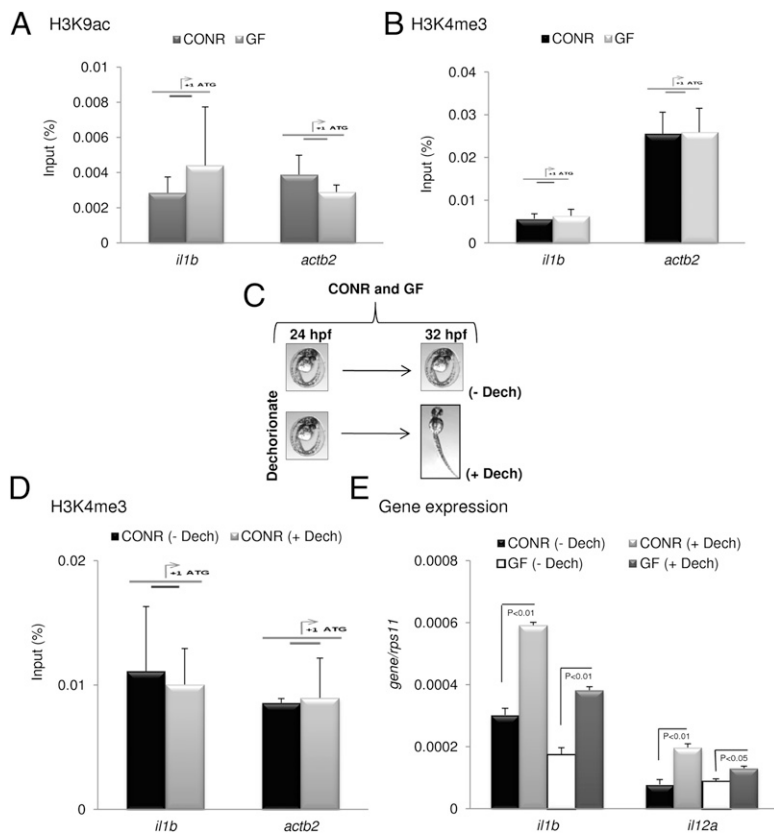 A H3K9ac
CONR GF
0.01
0.008
0.006
0.004
0.002
0
Input (%)
+1 ATG
+1 ATG
il1b actb2
B H3K4me3
CONR GF
0.04
0.03
0.02
0.01
0
Input (%)
+1 ATG
+1 ATG
il1b actb2
C
CONR and GF
24 hpf 32 hpf
Dechorionate
(- Dech)
(+ Dech)
D H3K4me3
CONR (- Dech) CONR (+ Dech)
0.02
0.01
0
Input (%)
+1 ATG
+1 ATG
il1b actb2
E Gene expression
CONR (- Dech) CONR (+ Dech)
GF (- Dech) GF (+ Dech)
0.0008
0.0006
0.0004
0.0002
0
gene/rps11
P<0.01
P<0.01
P<0.01
P<0.05
il1b il12a